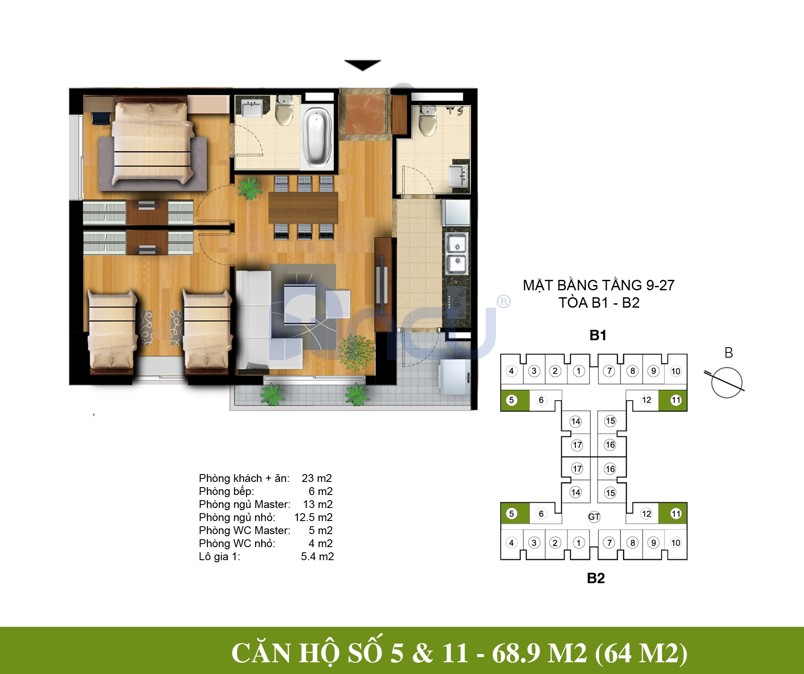 MẶT BẰNG TẦNG 9-27
TÒA B1 - B2
B1
B
4 3 2 1 7 8 9 10
5 6 12 11
14 15
17 16
17 16
14 15
5 6 GT 12 11
4 3 2 1 7 8 9 10
B2
Phòng khách + ăn: 23 m2
Phòng bếp: 6 m2
Phòng ngủ Master: 13 m2
Phòng ngủ nhỏ: 12.5 m2
Phòng WC Master: 5 m2
Phòng WC nhỏ: 4 m2
Lô gia 1: 5.4 m2
CĂN HỘ SỐ 5 & 11 - 68.9 M2 (64 M2)